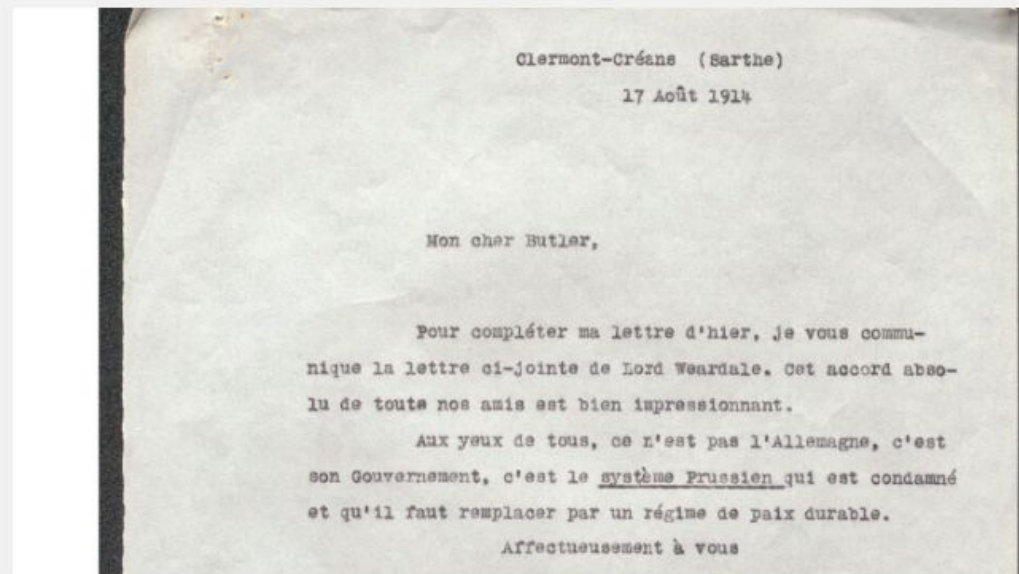 Clermont-Créans (Sarthe)
17 Août 1914
Mon cher Butler,
Pour compléter ma lettre d'hier, je vous commu-
nique la lettre ci-jointe de Lord Weardale. Cet accord abso-
lu de touts nos amis est bien impressionnant.
Aux yeux de tous, ce n'est pas l'Allemagne, c'est
son Gouvernement, c'est le système Prussien qui est condamné
et qu'il faut remplacer par un régime de paix durable.
Affectueusement à vous